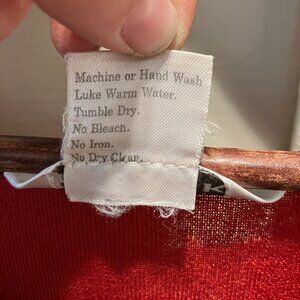 Machine or Hand Wash
Luke Warm Water.
Tumble Dry.
No Bleach.
No Iron.
No Dry Clean.
K